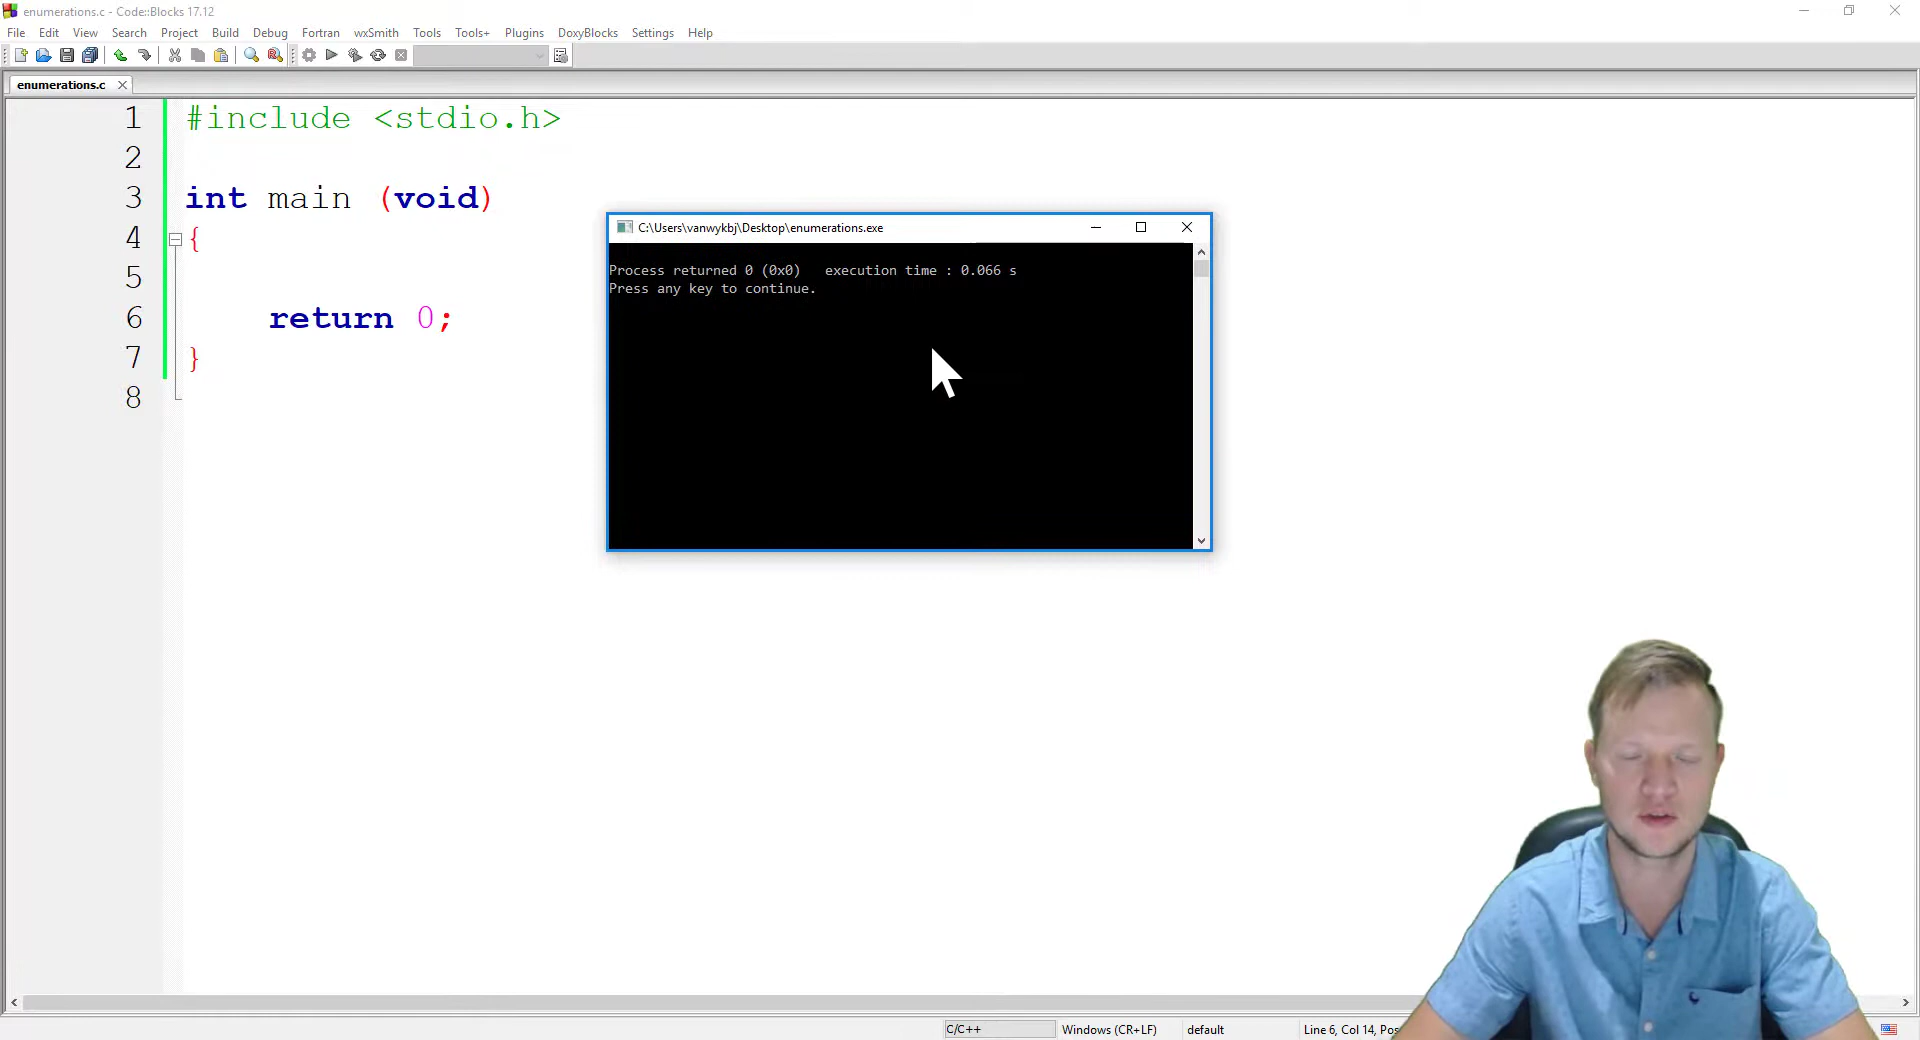 enumerations.c - Code::Blocks 17.12
File Edit View Search Project Build Debug Fortran wxSmith Tools Tools+ Plugins DoxyBlocks Settings Help
enumerations.c
1 #include <stdio.h>
2
3 int main (void)
4 {
5
6 return 0;
7 }
8
C:\Users\vanwykbj\Desktop\enumerations.exe
Process returned 0 (0x0) execution time : 0.066 s
Press any key to continue.
C/C++ Windows (CR+LF) default Line 6, Col 14, Pos